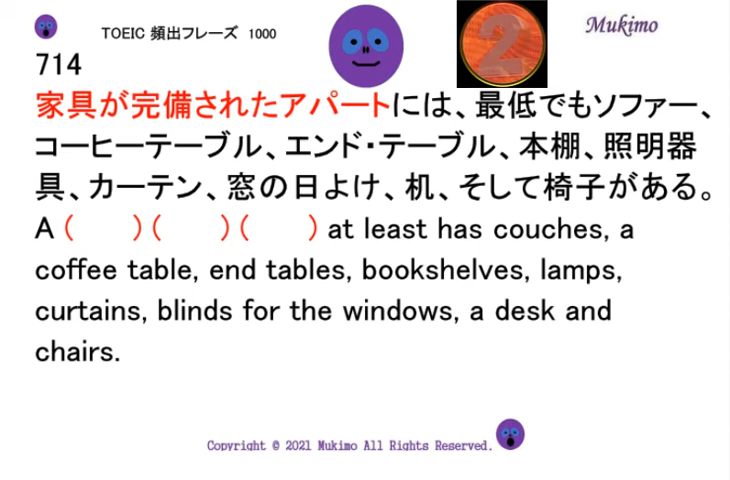 TOEIC 頻出フレーズ 1000
2
Mukimo
714
家具が完備されたアパートには、最低でもソファー、
コーヒーテーブル、エンド・テーブル、本棚、照明器
具、カーテン、窓の日よけ、机、そして椅子がある。
A (　　) (　　) (　　) at least has couches, a
coffee table, end tables, bookshelves, lamps,
curtains, blinds for the windows, a desk and
chairs.
Copyright © 2021 Mukimo All Rights Reserved.